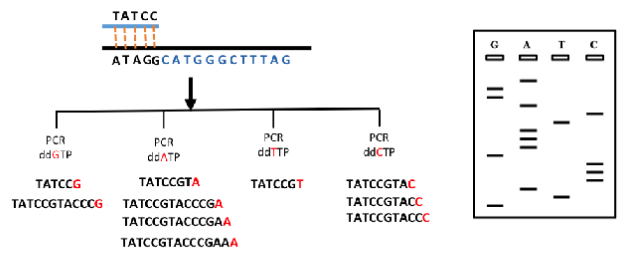 TATCC
ATAGGCATGGGCTTTAG
PCR
ddGTP
PCR
ddATP
PCR
ddTTP
PCR
ddCTP
TATCCG
TATCCGTACCCG
TATCCGTA
TATCCGTACCCGA
TATCCGTACCCGAA
TATCCGTACCCGAAA
TATCCGT
TATCCGTAC
TATCCGTACC
TATCCGTACCC
G A T C